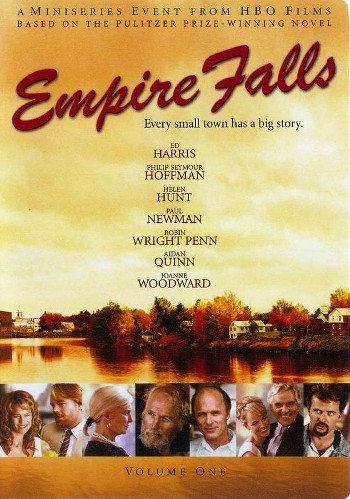 A MINISERIES EVENT FROM HBO FILMS
BASED ON THE PULITZER PRIZE-WINNING NOVEL
Empire Falls
Every small town has a big story.
ED
HARRIS
PHILIP SEYMOUR
HOFFMAN
HELEN
HUNT
PAUL
NEWMAN
ROBIN
WRIGHT PENN
AIDAN
QUINN
JOANNE
WOODWARD
VOLUME ONE